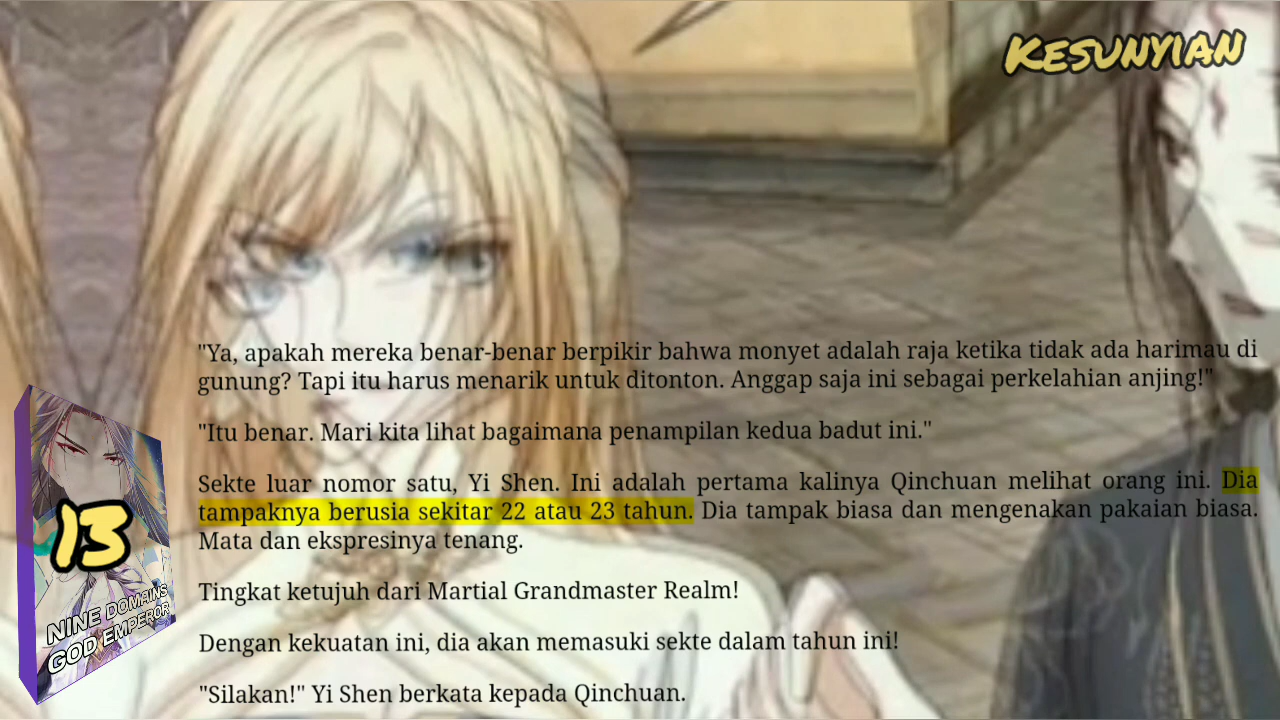 KESUNYIAN
"Ya, apakah mereka benar-benar berpikir bahwa monyet adalah raja ketika tidak ada harimau di
gunung? Tapi itu harus menarik untuk ditonton. Anggap saja ini sebagai perkelahian anjing!"
"Itu benar. Mari kita lihat bagaimana penampilan kedua badut ini."
Sekte luar nomor satu, Yi Shen. Ini adalah pertama kalinya Qinchuan melihat orang ini. Dia
tampaknya berusia sekitar 22 atau 23 tahun. Dia tampak biasa dan mengenakan pakaian biasa.
Mata dan ekspresinya tenang.
Tingkat ketujuh dari Martial Grandmaster Realm!
Dengan kekuatan ini, dia akan memasuki sekte dalam tahun ini!
"Silakan!" Yi Shen berkata kepada Qinchuan.
13
NINE DOMAINS
GOD EMPEROR